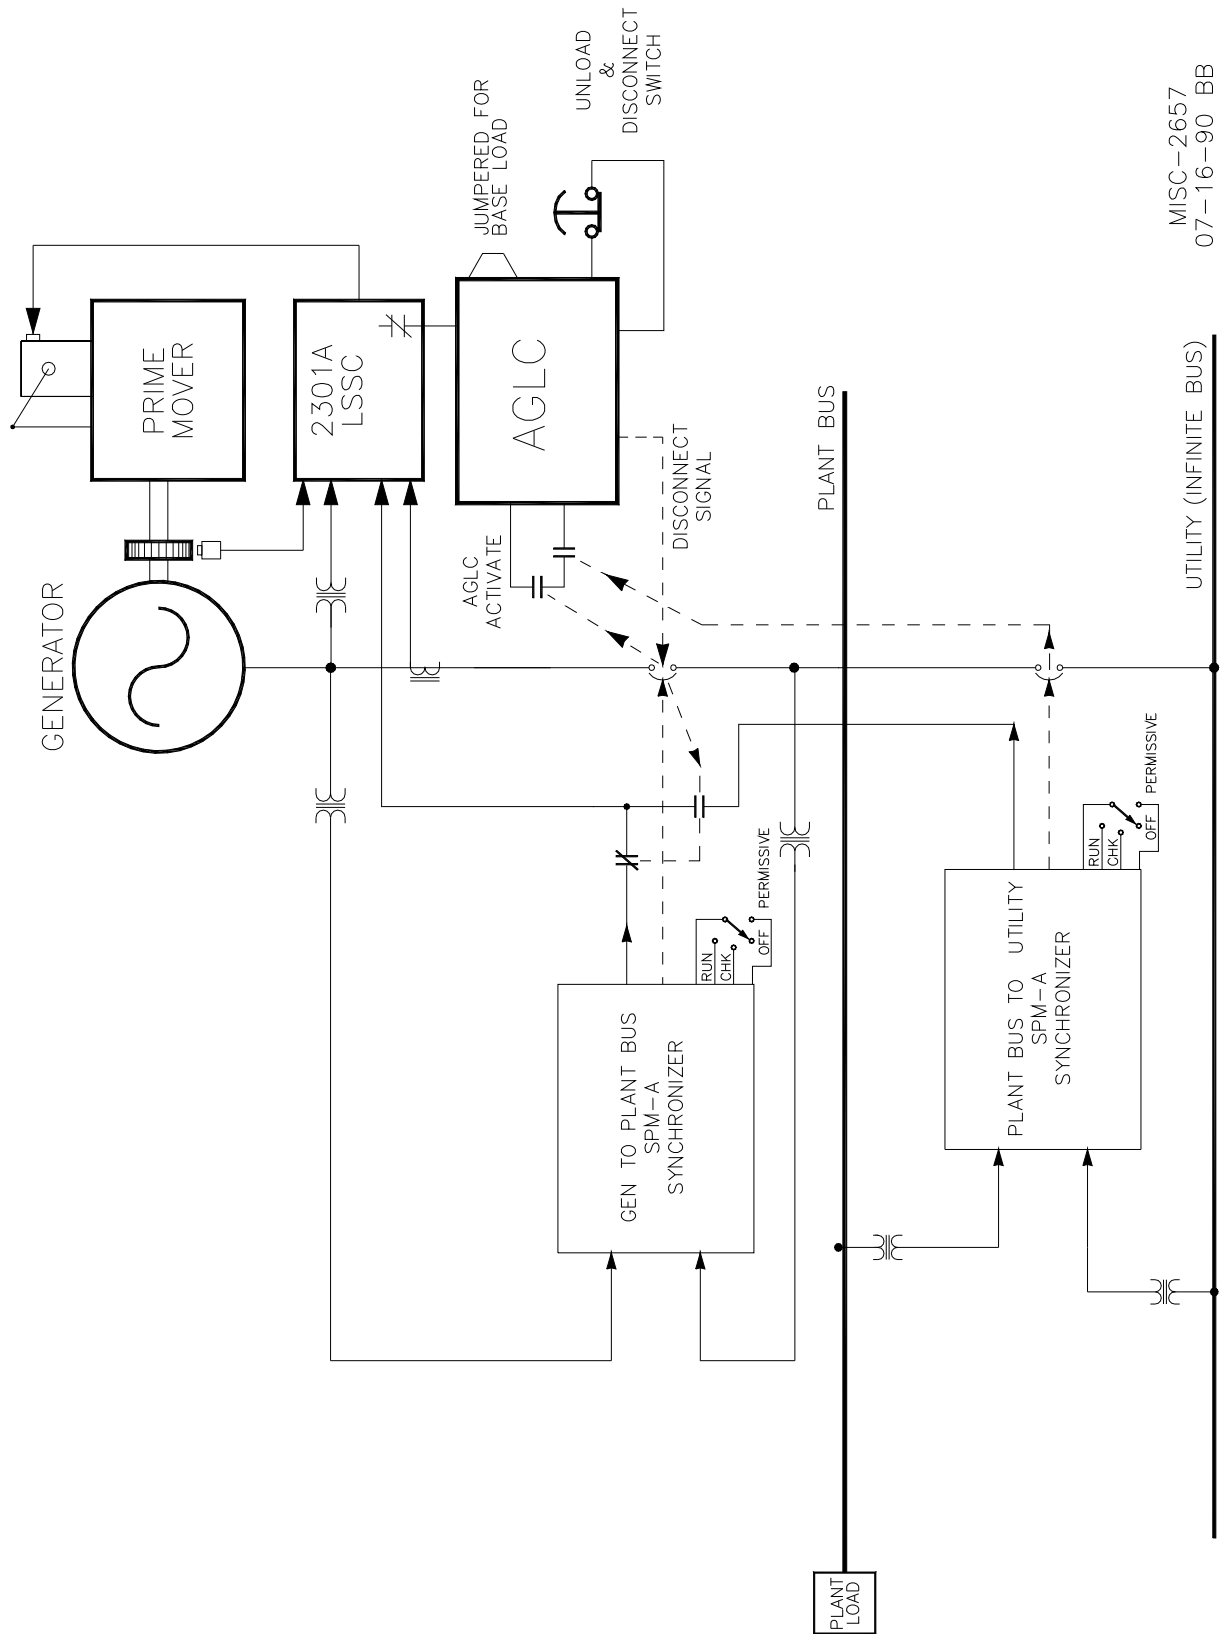 GENERATOR
PRIME
MOVER
2301A
LSSC
JUMPERED FOR
BASE LOAD
UNLOAD
&
DISCONNECT
SWITCH
AGLC
AGLC
ACTIVATE
DISCONNECT
SIGNAL
PLANT BUS
UTILITY (INFINITE BUS)
GEN TO PLANT BUS
SPM-A
SYNCHRONIZER
RUN
CHK
OFF
PERMISSIVE
PLANT BUS TO UTILITY
SPM-A
SYNCHRONIZER
RUN
CHK
OFF
PERMISSIVE
PLANT
LOAD
MISC-2657
07-16-90 BB